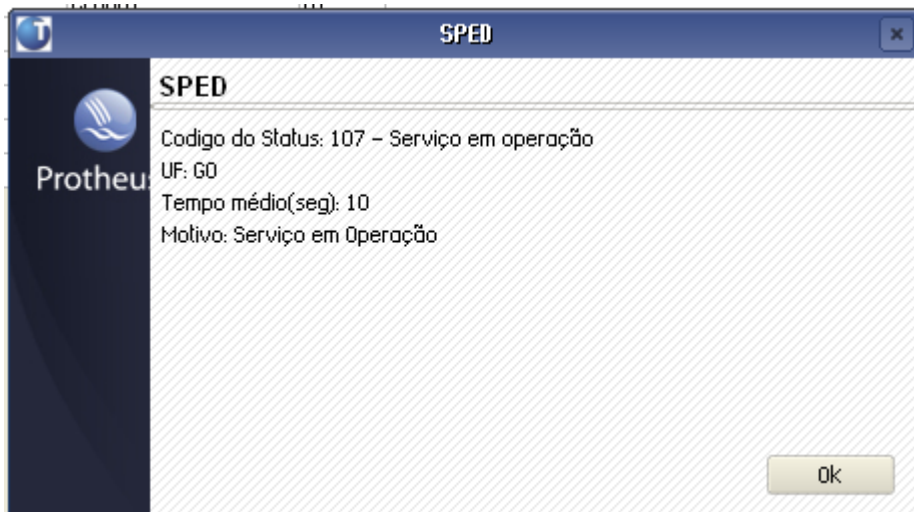 SPED
SPED
Codigo do Status: 107 - Serviço em operação
UF: GO
Tempo médio(seg): 10
Motivo: Serviço em Operação
Protheus
Ok